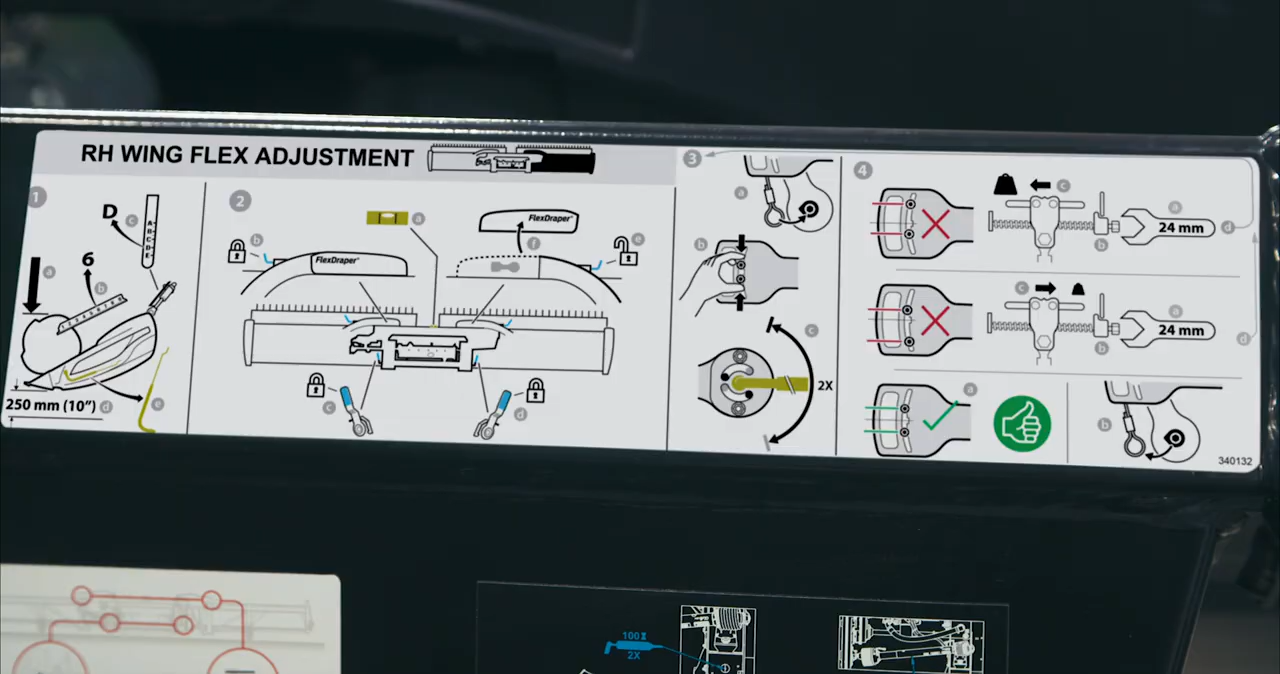 RH WING FLEX ADJUSTMENT
1
D
c
A
B
C
D
E
6
a
b
250 mm (10”)
d
e
2
a
b
FlexDraper®
FlexDraper®
f
e
c
d
3
a
b
c
2X
4
c
a
24 mm
b
d
c
a
24 mm
b
d
a
b
340132
100
2X